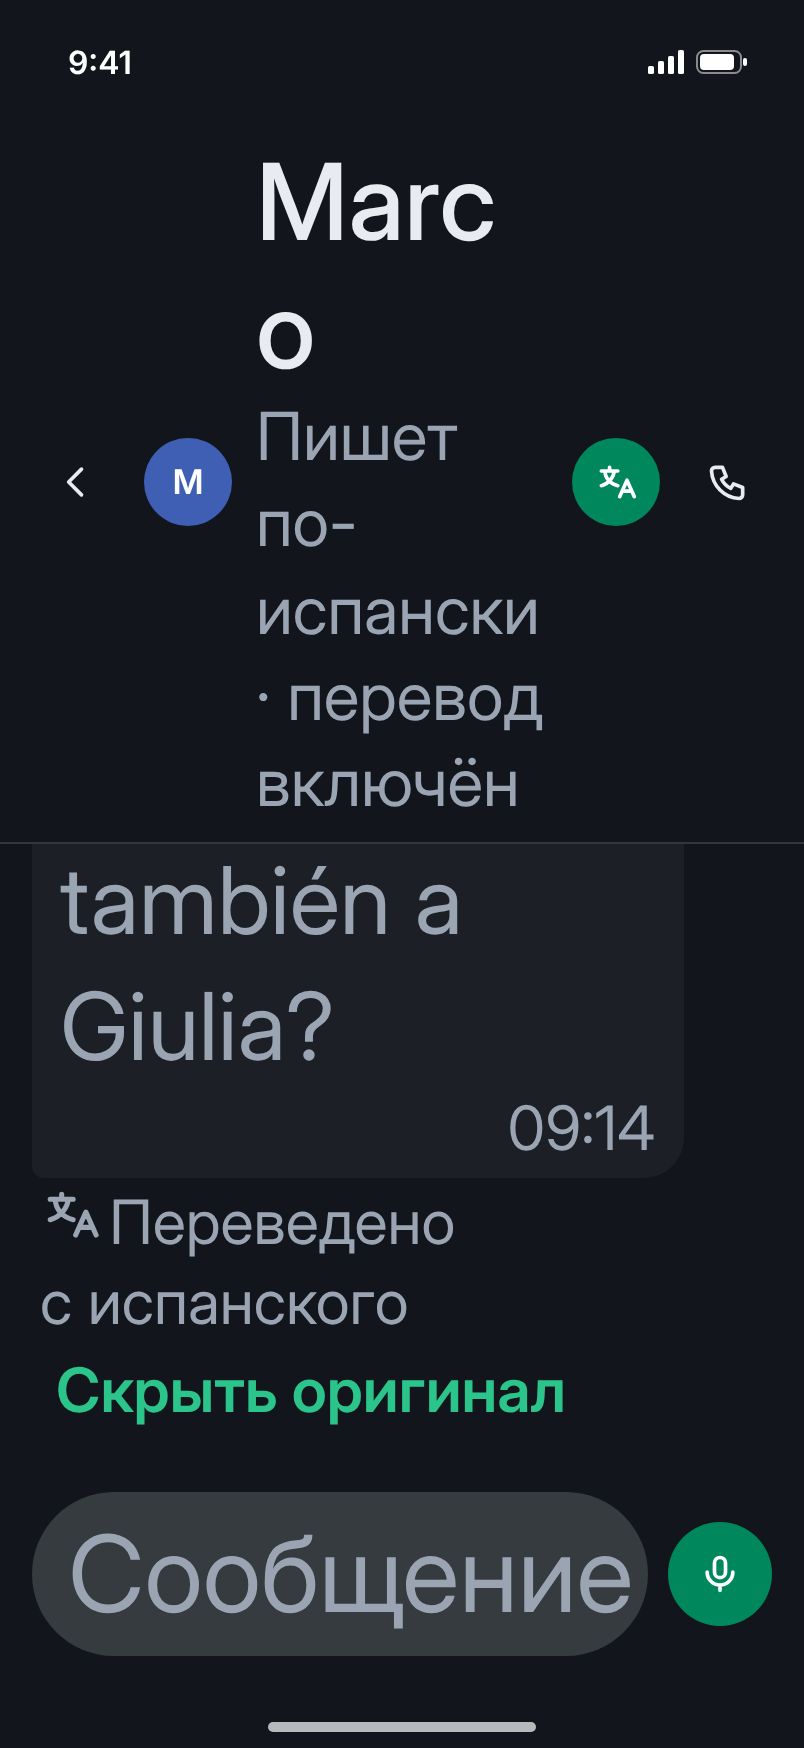 9:41
Marc
o
Пишет
по-
испански
· перевод
включён
M
también a
Giulia?
09:14
Переведено
с испанского
Скрыть оригинал
Сообщение